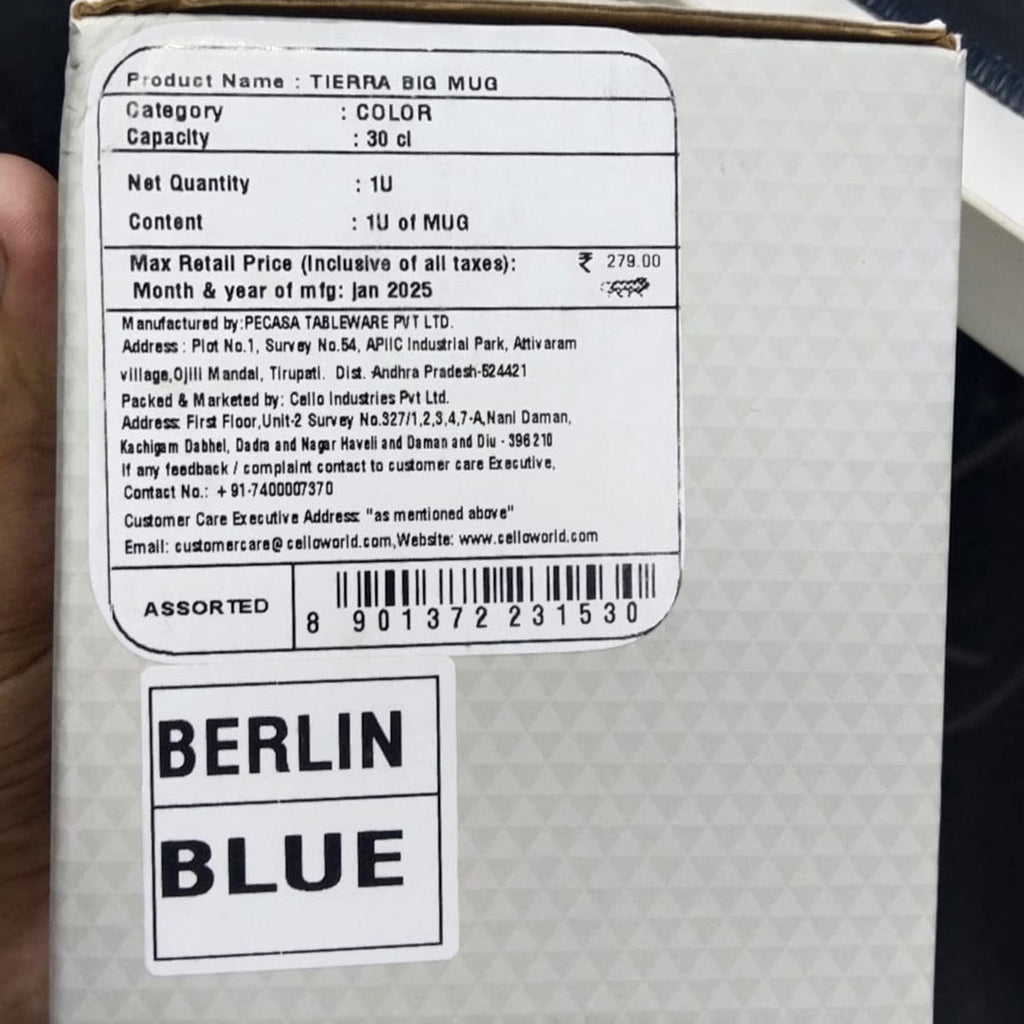 Product Name : TIERRA BIG MUG
Category : COLOR
Capacity : 30 cl
Net Quantity : 1U
Content : 1U of MUG
Max Retail Price (Inclusive of all taxes): ₹ 279.00
Month & year of mfg: Jan 2025
Manufactured by:PECASA TABLEWARE PVT LTD.
Address : Plot No.1, Survey No.54, APIIC Industrial Park, Attivaram
village,Ojili Mandal, Tirupati. Dist. Andhra Pradesh-524421
Packed & Marketed by: Cello Industries Pvt Ltd.
Address: First Floor,Unit-2 Survey No.327/1,2,3,4,7-A,Nani Daman,
Kachigam Dabhel, Dadra and Nagar Haveli and Daman and Diu - 396210
If any feedback / complaint contact to customer care Executive,
Contact No.: +91-7400007370
Customer Care Executive Address: "as mentioned above"
Email: customercare@celloworld.com,Website: www.celloworld.com
ASSORTED
8 901372 231530
BERLIN
BLUE